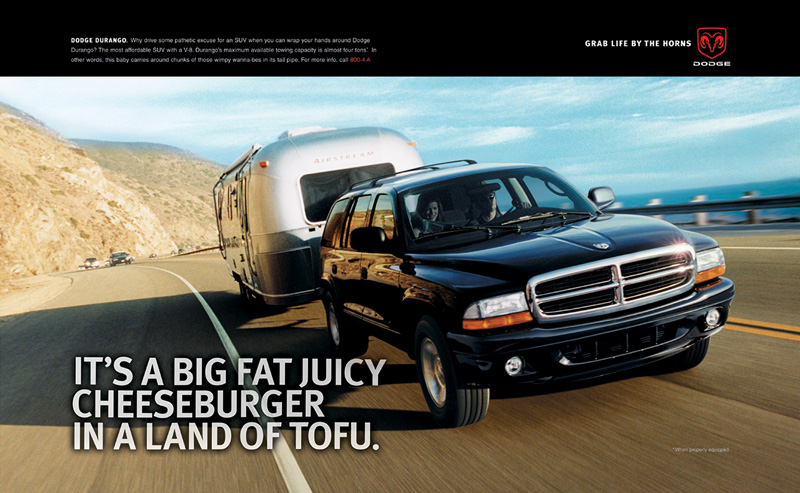 DODGE DURANGO. Why drive some pathetic excuse for an SUV when you can wrap your hands around Dodge
Durango? The most affordable SUV with a V-8. Durango's maximum available towing capacity is almost four tons.* In
other words, this baby carries around chunks of those wimpy wanna-bes in its tail pipe. For more info, call 800-4 A
GRAB LIFE BY THE HORNS
DODGE
AIRSTREAM
IT'S A BIG FAT JUICY
CHEESEBURGER
IN A LAND OF TOFU.
*When properly equipped.